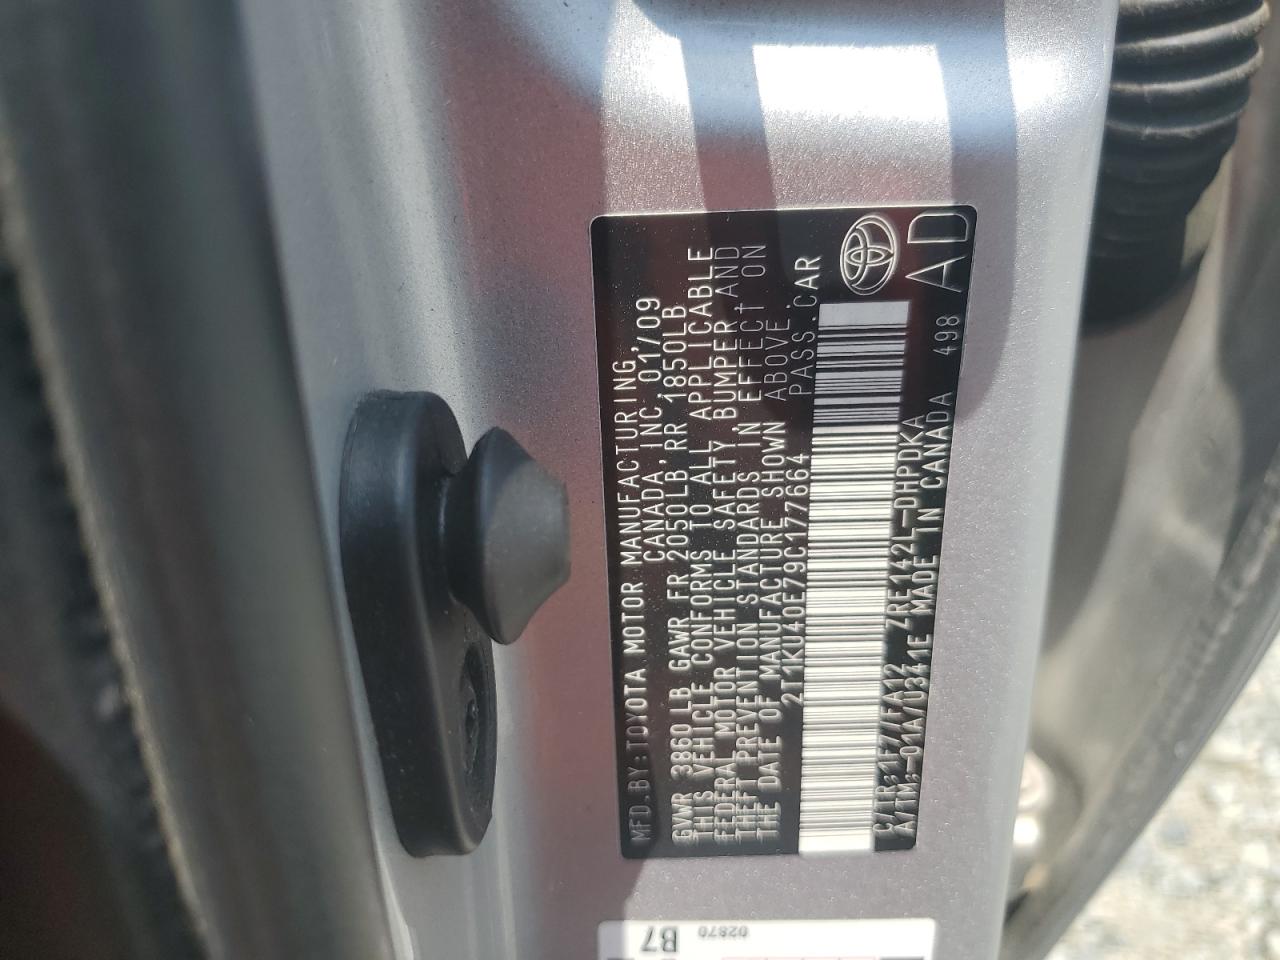 MFD.BY:TOYOTA MOTOR MANUFACTURING,
CANADA,INC. 01/09
GVWR 3860LB GAWR FR 2050LB,RR 1850LB
THIS VEHICLE CONFORMS TO ALL APPLICABLE
FEDERAL MOTOR VEHICLE SAFETY, BUMPER, AND
THEFT PREVENTION STANDARDS IN EFFECT ON
THE DATE OF MANUFACTURE SHOWN ABOVE.
2T1KU40E79C177664 PASS.CAR
C/TR:1F7/FA12 ZRE142L-DHPDKA
A/TM:-01A/U341E MADE IN CANADA 498
AD
B7
02870